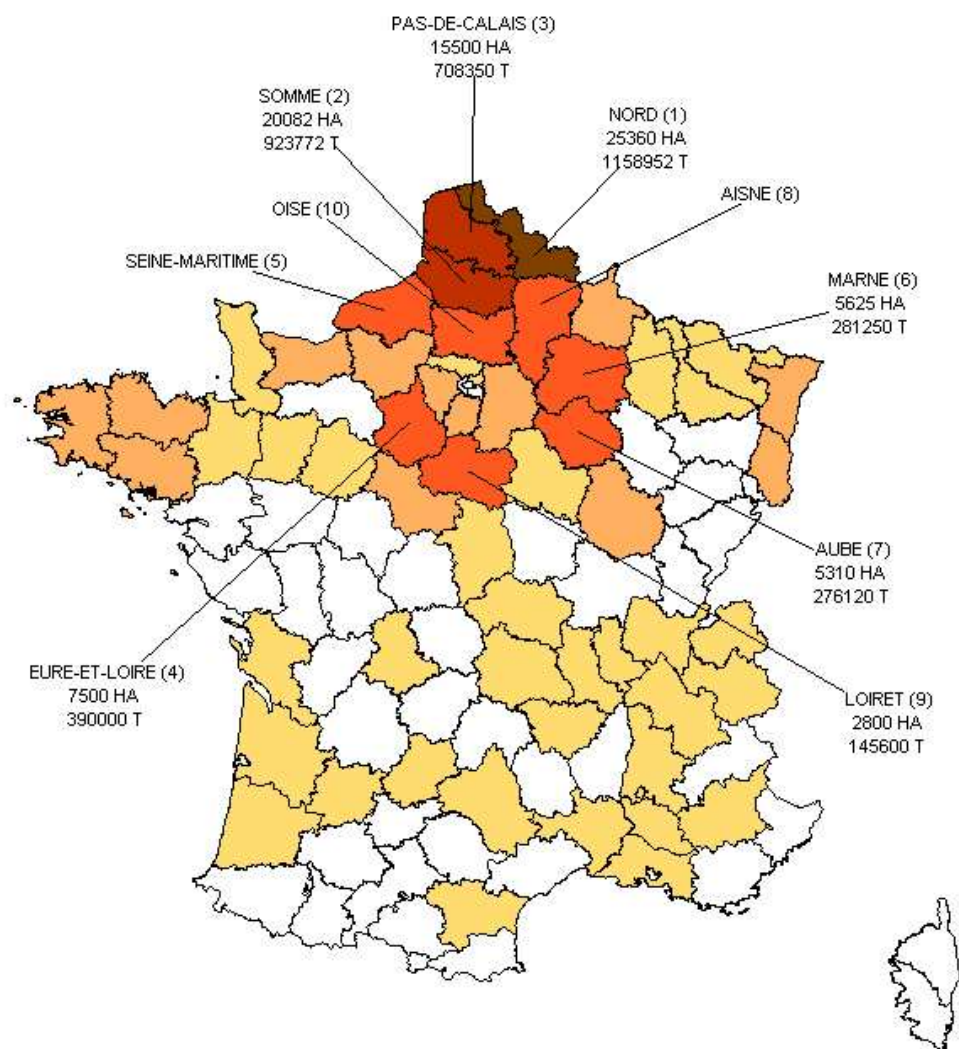 PAS-DE-CALAIS (3)
15500 HA
708350 T
SOMME (2)
20082 HA
923772 T
NORD (1)
25360 HA
1158952 T
OISE (10)
AISNE (8)
SEINE-MARITIME (5)
MARNE (6)
5625 HA
281250 T
AUBE (7)
5310 HA
276120 T
EURE-ET-LOIRE (4)
7500 HA
390000 T
LOIRET (9)
2800 HA
145600 T